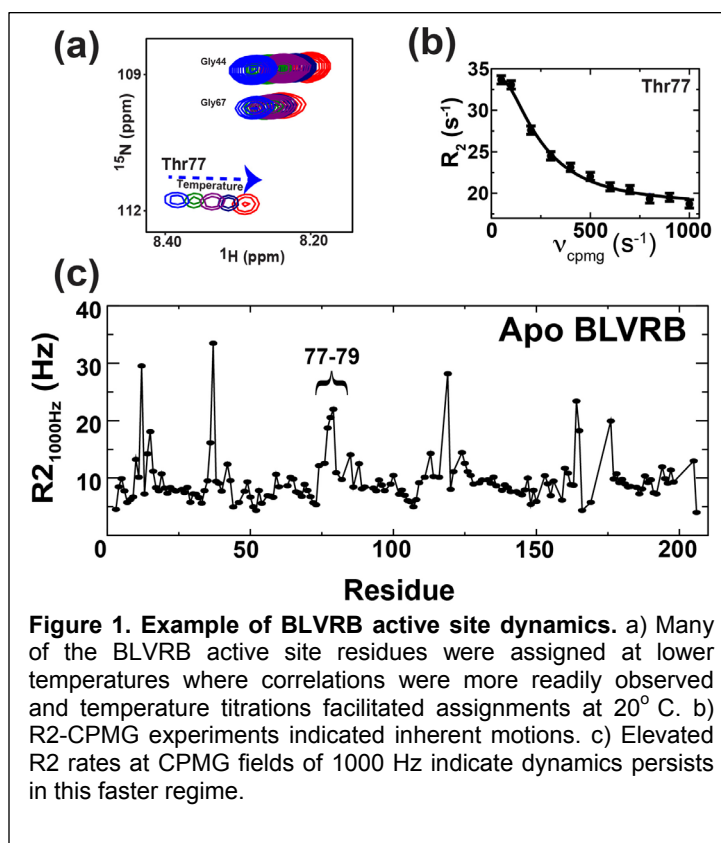 (a)
Gly44
109
Gly67
15N (ppm)
Thr77
Temperature
112
8.40
8.20
1H (ppm)
(b)
Thr77
35
30
25
20
15
R2 (s-1)
0
250
500
750
1000
νcpmg (s-1)
(c)
Apo BLVRB
77-79
40
30
20
10
R21000Hz (Hz)
0
50
100
150
200
Residue
Figure 1. Example of BLVRB active site dynamics. a) Many
of the BLVRB active site residues were assigned at lower
temperatures where correlations were more readily observed
and temperature titrations facilitated assignments at 20o C. b)
R2-CPMG experiments indicated inherent motions. c) Elevated
R2 rates at CPMG fields of 1000 Hz indicate dynamics persists
in this faster regime.